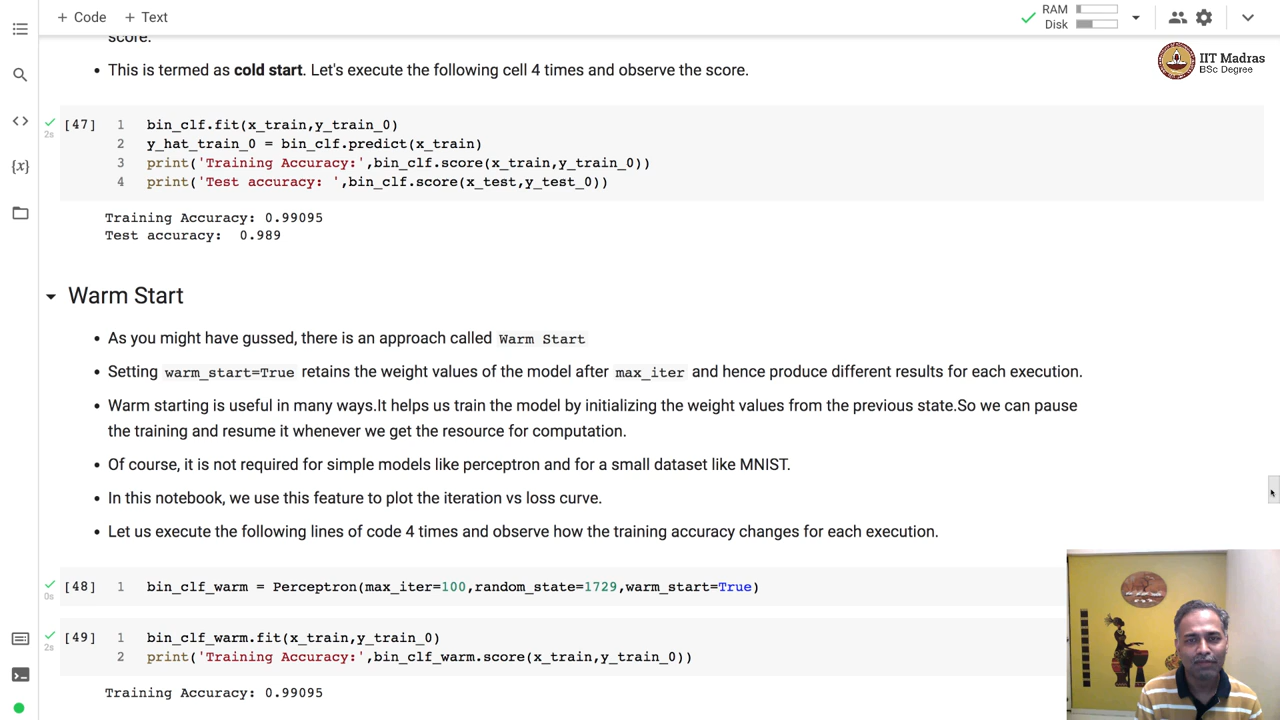 + Code + Text
RAM
Disk
IIT Madras
BSc Degree
score.
• This is termed as cold start. Let's execute the following cell 4 times and observe the score.
[47] 1 bin_clf.fit(x_train,y_train_0)
2s 2 y_hat_train_0 = bin_clf.predict(x_train)
3 print('Training Accuracy:',bin_clf.score(x_train,y_train_0))
4 print('Test accuracy: ',bin_clf.score(x_test,y_test_0))
Training Accuracy: 0.99095
Test accuracy:  0.989
Warm Start
• As you might have gussed, there is an approach called Warm Start
• Setting warm_start=True retains the weight values of the model after max_iter and hence produce different results for each execution.
• Warm starting is useful in many ways.It helps us train the model by initializing the weight values from the previous state.So we can pause
the training and resume it whenever we get the resource for computation.
• Of course, it is not required for simple models like perceptron and for a small dataset like MNIST.
• In this notebook, we use this feature to plot the iteration vs loss curve.
• Let us execute the following lines of code 4 times and observe how the training accuracy changes for each execution.
[48] 1 bin_clf_warm = Perceptron(max_iter=100,random_state=1729,warm_start=True)
0s
[49] 1 bin_clf_warm.fit(x_train,y_train_0)
2s 2 print('Training Accuracy:',bin_clf_warm.score(x_train,y_train_0))
Training Accuracy: 0.99095